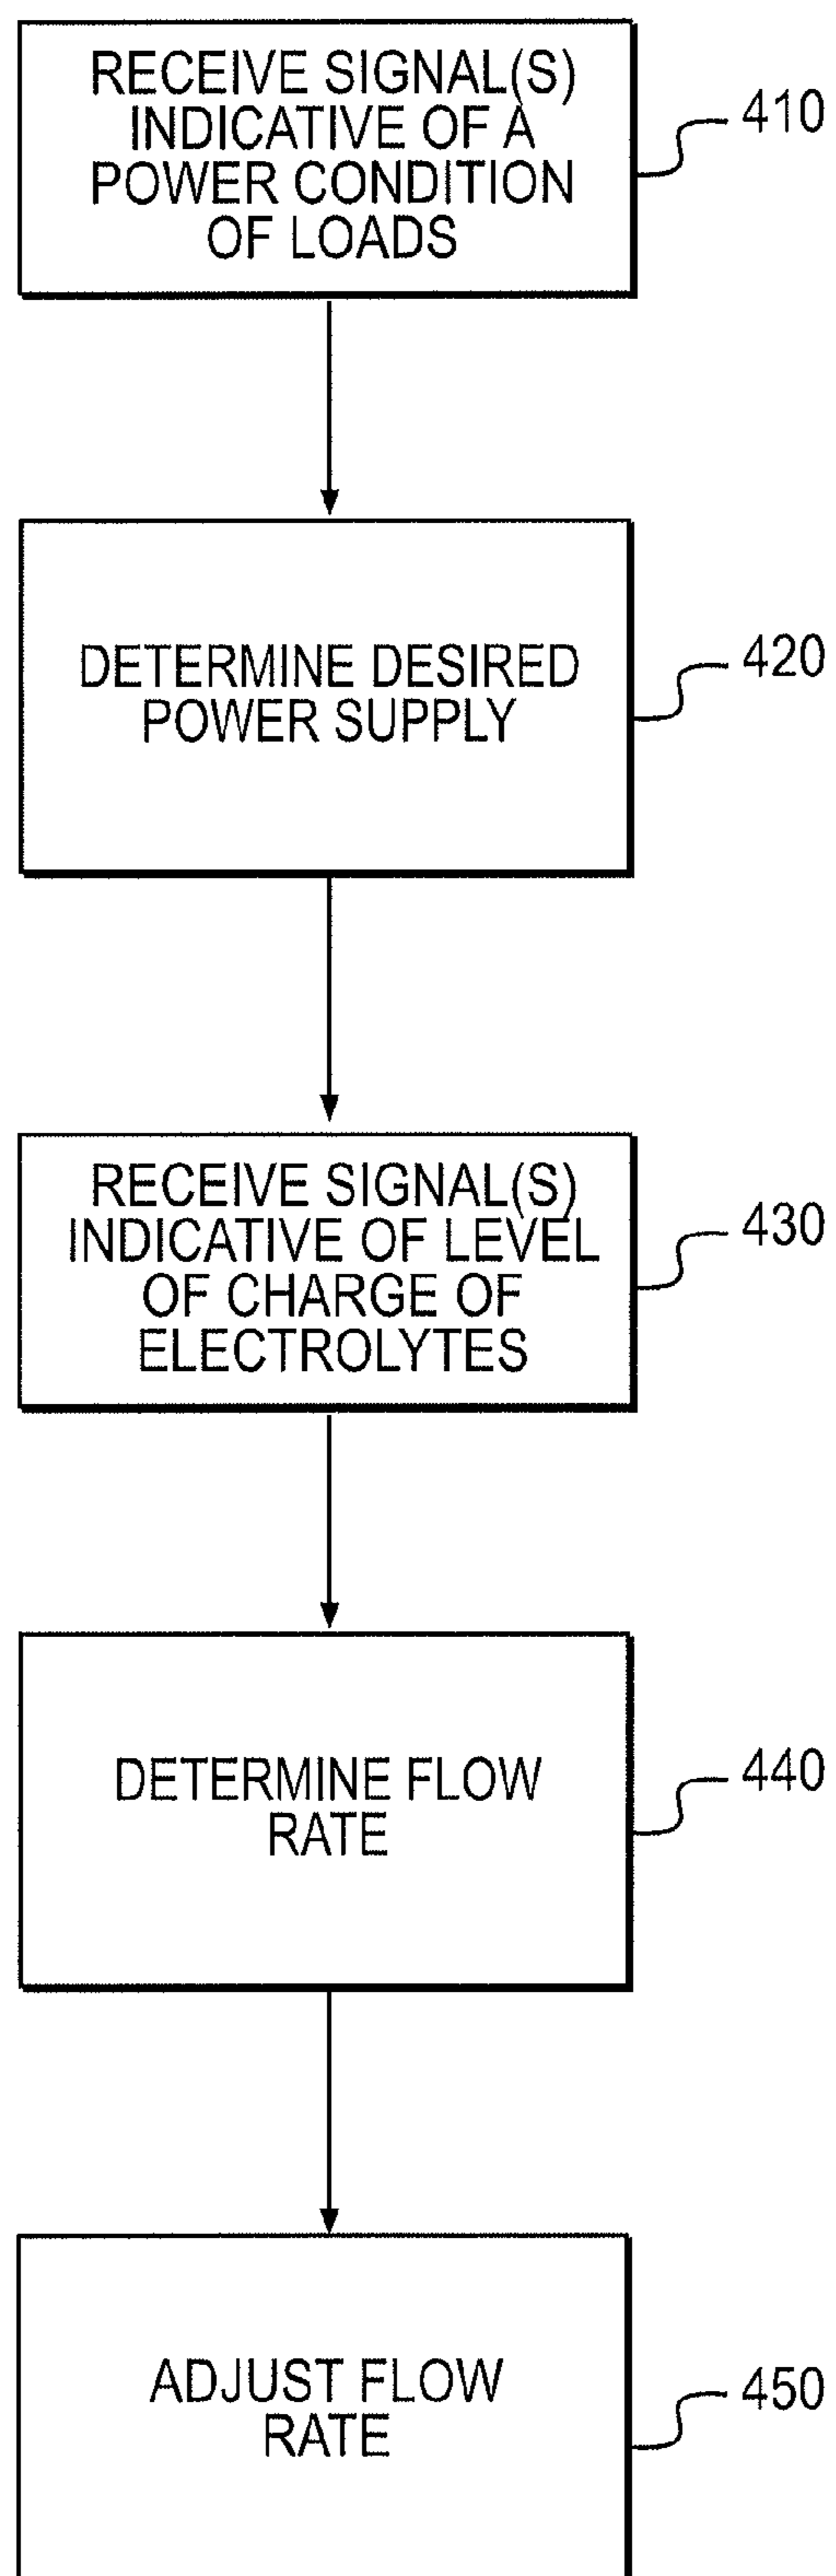 RECEIVE SIGNAL(S)
INDICATIVE OF A
POWER CONDITION
OF LOADS
410
DETERMINE DESIRED
POWER SUPPLY
420
RECEIVE SIGNAL(S)
INDICATIVE OF LEVEL
OF CHARGE OF
ELECTROLYTES
430
DETERMINE FLOW
RATE
440
ADJUST FLOW
RATE
450